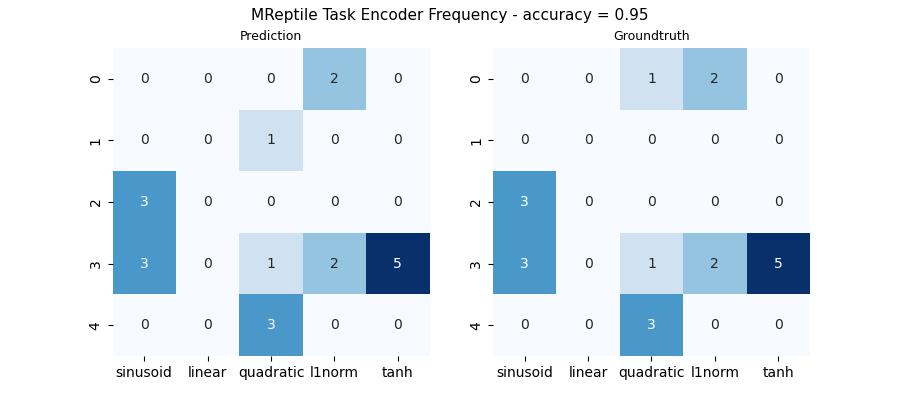 MReptile Task Encoder Frequency - accuracy = 0.95
Prediction
0 0 0 0 2 0
1 0 0 1 0 0
2 3 0 0 0 0
3 3 0 1 2 5
4 0 0 3 0 0
sinusoid linear quadratic l1norm tanh
Groundtruth
0 0 0 1 2 0
1 0 0 0 0 0
2 3 0 0 0 0
3 3 0 1 2 5
4 0 0 3 0 0
sinusoid linear quadratic l1norm tanh